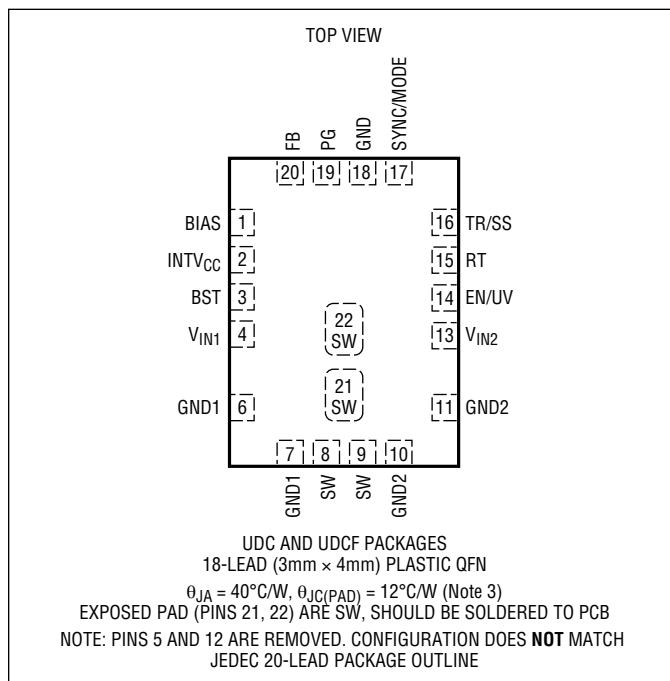 TOP VIEW
FB
PG
GND
SYNC/MODE
20
19
18
17
BIAS 1
16 TR/SS
INTVCC 2
15 RT
BST 3
14 EN/UV
VIN1 4
22
SW
13 VIN2
21
SW
GND1 6
11 GND2
7
8
9
10
GND1
SW
SW
GND2
UDC AND UDCF PACKAGES
18-LEAD (3mm × 4mm) PLASTIC QFN
θJA = 40°C/W, θJC(PAD) = 12°C/W (Note 3)
EXPOSED PAD (PINS 21, 22) ARE SW, SHOULD BE SOLDERED TO PCB
NOTE: PINS 5 AND 12 ARE REMOVED. CONFIGURATION DOES NOT MATCH
JEDEC 20-LEAD PACKAGE OUTLINE